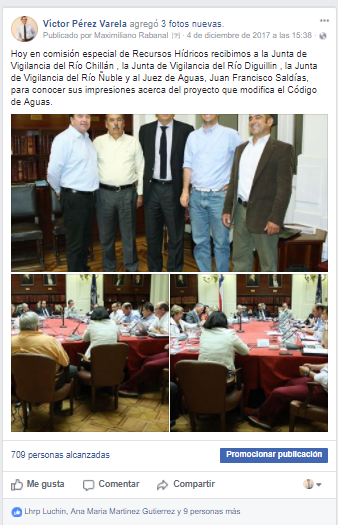 Victor Pérez Varela agregó 3 fotos nuevas.
Publicado por Maximiliano Rabanal [?] · 4 de diciembre de 2017 a las 15:38 ·
Hoy en comisión especial de Recursos Hídricos recibimos a la Junta de
Vigilancia del Río Chillán , la Junta de Vigilancia del Río Diguillin , la Junta
de Vigilancia del Río Ñuble y al Juez de Aguas, Juan Francisco Saldías,
para conocer sus impresiones acerca del proyecto que modifica el Código
de Aguas.
709 personas alcanzadas
Promocionar publicación
Me gusta Comentar Compartir
Lhrp Luchin, Ana María Martínez Gutierrez y 9 personas más